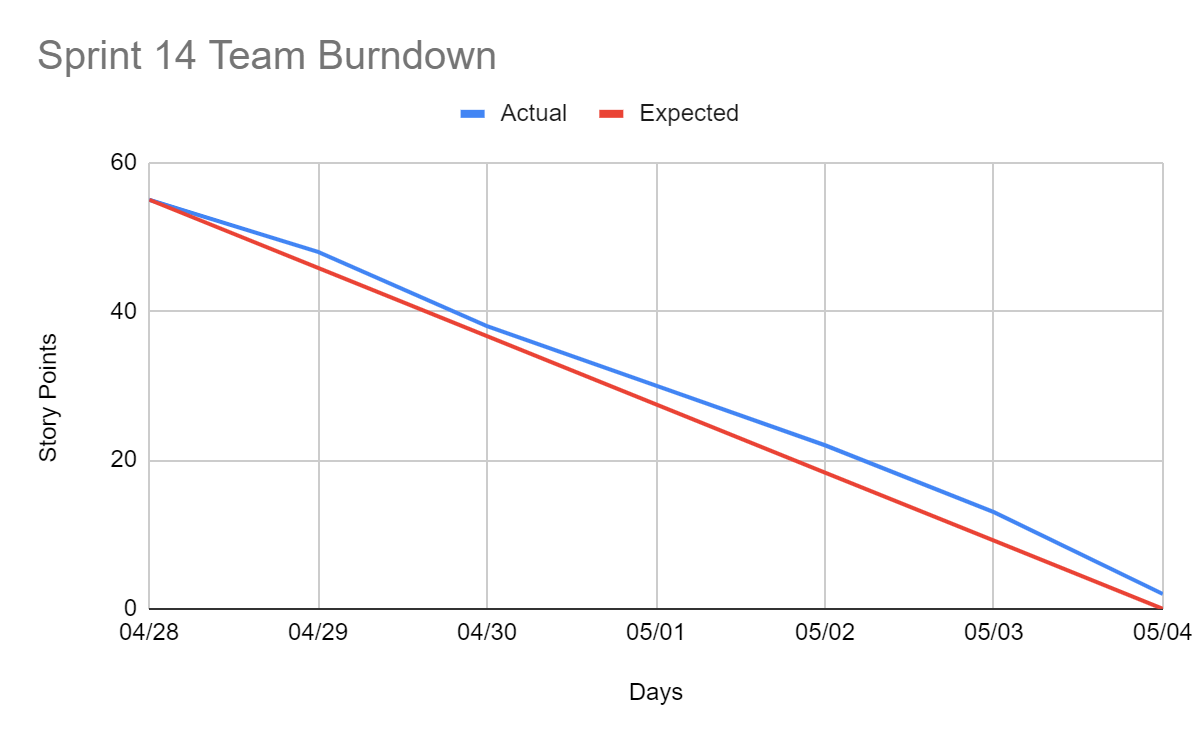 Sprint 14 Team Burndown
Actual Expected
60
40
20
0
Story Points
04/28 04/29 04/30 05/01 05/02 05/03 05/04
Days